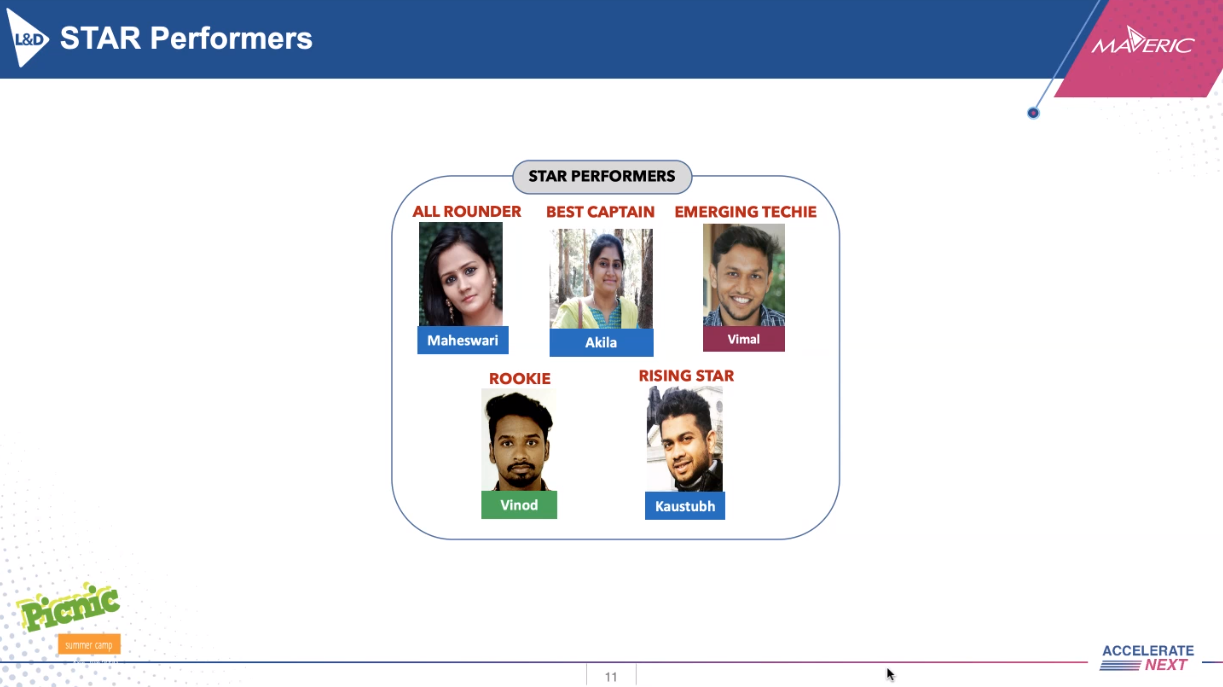 L&D
STAR Performers
MAVERIC
STAR PERFORMERS
ALL ROUNDER BEST CAPTAIN EMERGING TECHIE
Maheswari Akila Vimal
ROOKIE RISING STAR
Vinod Kaustubh
Picnic
summer camp
ACCELERATE
NEXT
11